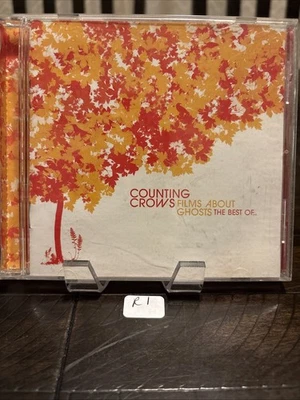 COUNTING
CROWS FILMS ABOUT
GHOSTS THE BEST OF...
R1